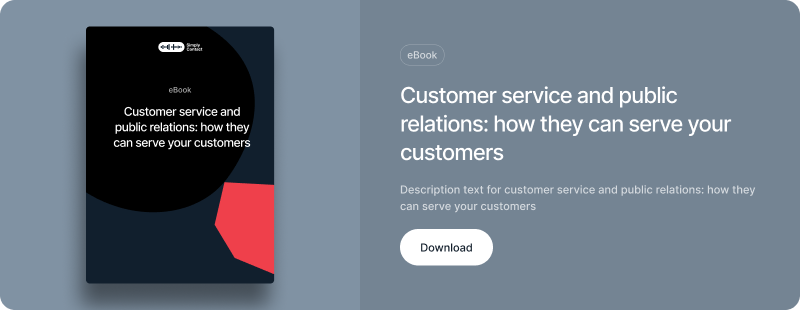 Simply
Contact
eBook
Customer service and
public relations: how they
can serve your customers
eBook
Customer service and public
relations: how they can serve your
customers
Description text for customer service and public relations: how they
can serve your customers
Download